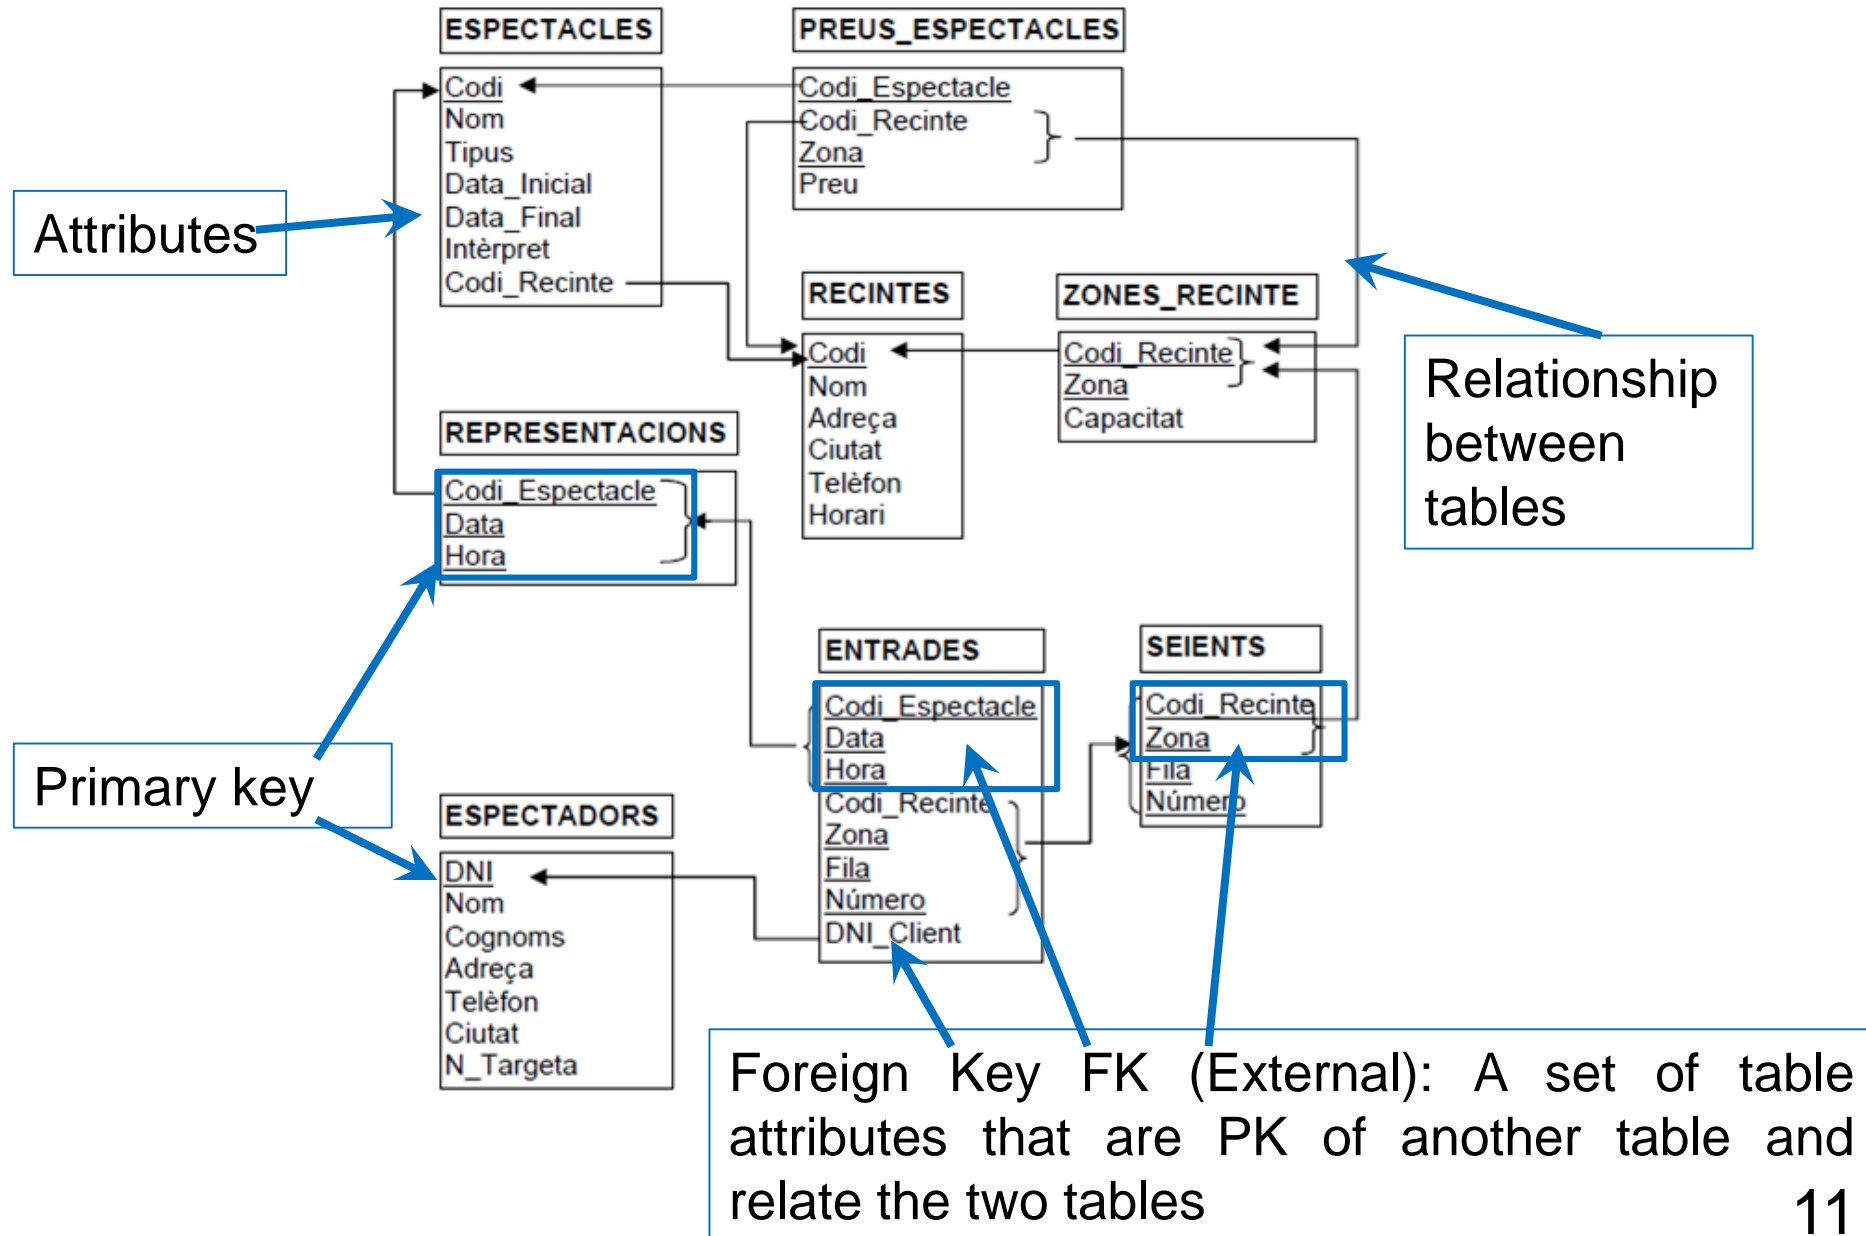 ESPECTACLES
Codi
Nom
Tipus
Data_Inicial
Data_Final
Intèrpret
Codi_Recinte
PREUS_ESPECTACLES
Codi_Espectacle
Codi_Recinte
Zona
Preu
Attributes
RECINTES
Codi
Nom
Adreça
Ciutat
Telèfon
Horari
ZONES_RECINTE
Codi_Recinte
Zona
Capacitat
Relationship
between
tables
REPRESENTACIONS
Codi_Espectacle
Data
Hora
Primary key
ENTRADES
Codi_Espectacle
Data
Hora
Codi_Recinte
Zona
Fila
Número
DNI_Client
SEIENTS
Codi_Recinte
Zona
Fila
Número
ESPECTADORS
DNI
Nom
Cognoms
Adreça
Telèfon
Ciutat
N_Targeta
Foreign Key FK (External): A set of table
attributes that are PK of another table and
relate the two tables
11